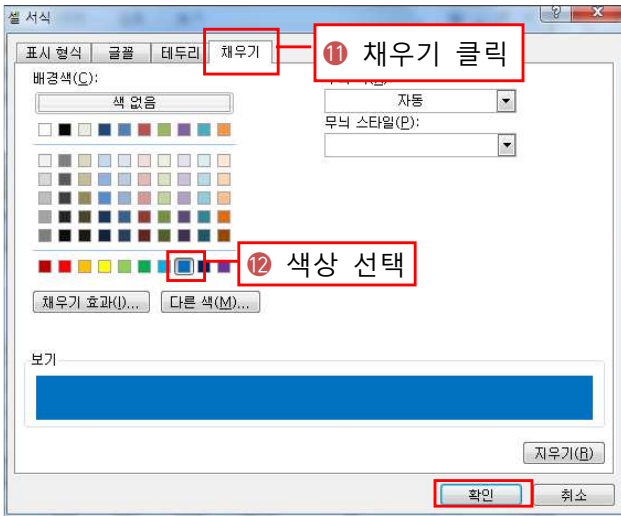 셀 서식
표시 형식 글꼴 테두리 채우기
⑪ 채우기 클릭
배경색(C):
색 없음
자동
무늬 스타일(P):
⑫ 색상 선택
채우기 효과(I)... 다른 색(M)...
보기
지우기(R)
확인 취소